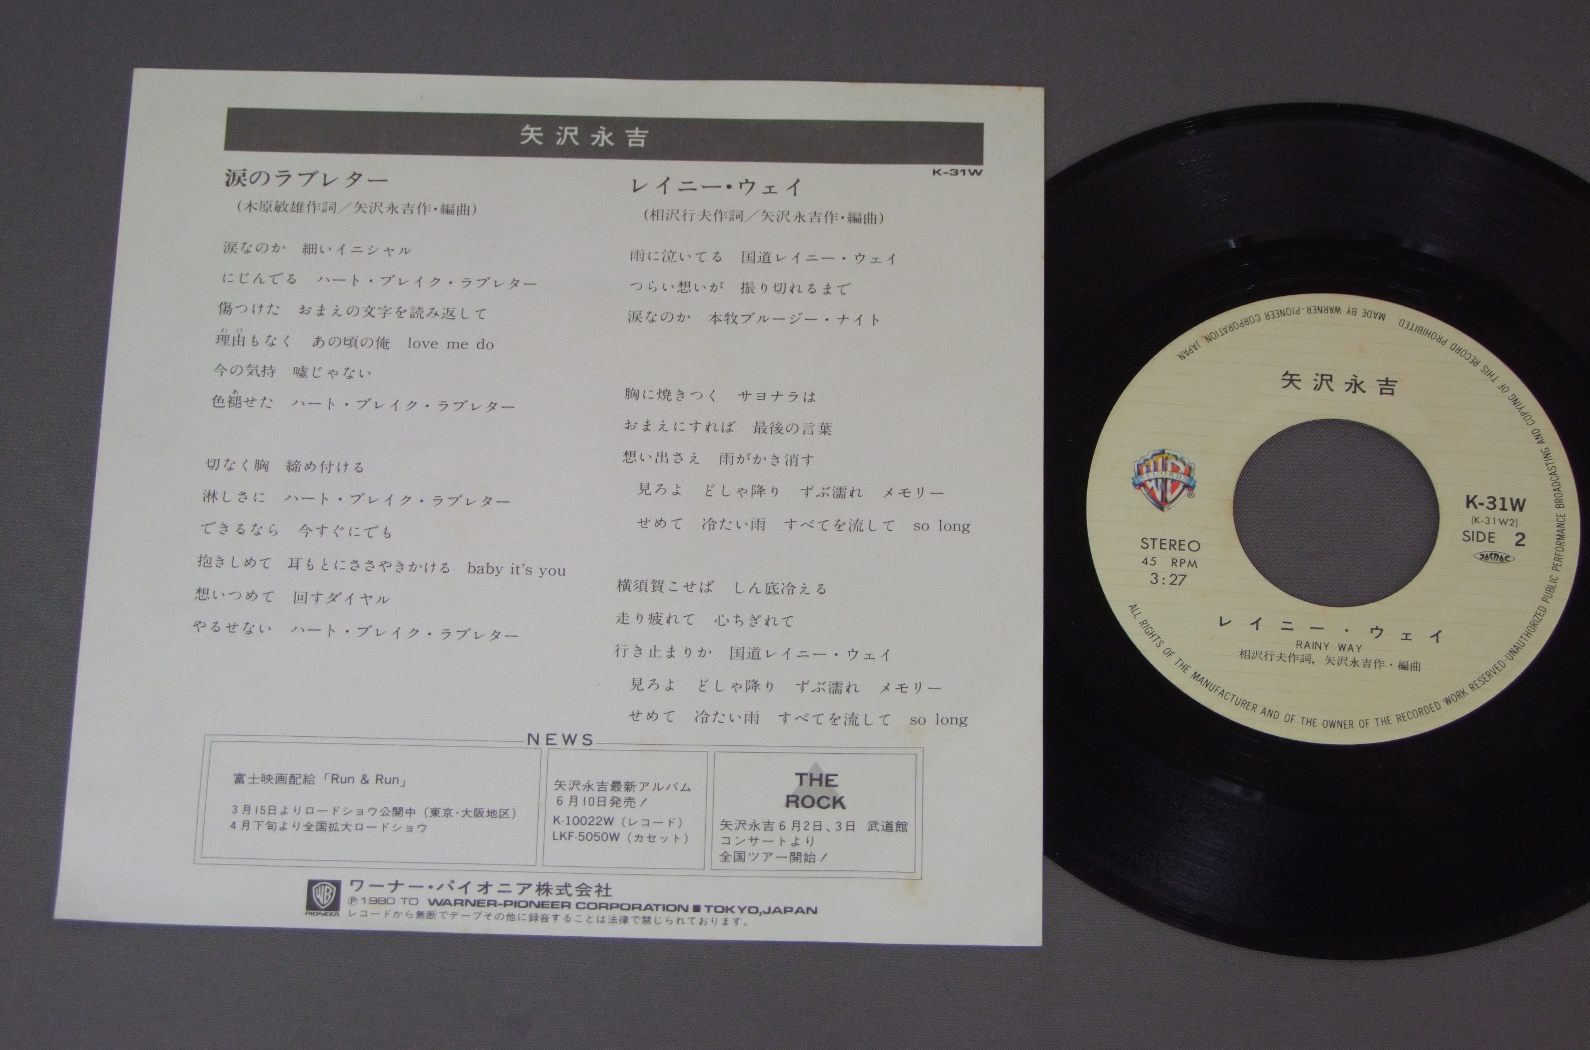 矢沢永吉
K-31W
涙のラブレター
(木原敏雄作詞／矢沢永吉作・編曲)
涙なのか　細いイニシャル
にじんでる　ハート・ブレイク・ラブレター
傷つけた　おまえの文字を読み返して
理由もなく　あの頃の俺　love me do
今の気持　嘘じゃない
色褪せた　ハート・ブレイク・ラブレター
切なく胸　締め付ける
淋しさに　ハート・ブレイク・ラブレター
できるなら　今すぐにでも
抱きしめて　耳もとにささやきかける　baby it's you
想いつめて　回すダイヤル
やるせない　ハート・ブレイク・ラブレター
レイニー・ウェイ
(相沢行夫作詞／矢沢永吉作・編曲)
雨に泣いてる　国道レイニー・ウェイ
つらい想いが　振り切れるまで
涙なのか　本牧ブルージー・ナイト
胸に焼きつく　サヨナラは
おまえにすれば　最後の言葉
想い出さえ　雨がかき消す
見ろよ　どしゃ降り　ずぶ濡れ　メモリー
せめて　冷たい雨　すべてを流して　so long
横須賀こせば　しん底冷える
走り疲れて　心ちぎれて
行き止まりか　国道レイニー・ウェイ
見ろよ　どしゃ降り　ずぶ濡れ　メモリー
せめて　冷たい雨　すべてを流して　so long
NEWS
富士映画配給「Run & Run」
3月15日よりロードショウ公開中（東京・大阪地区）
4月下旬より全国拡大ロードショウ
矢沢永吉最新アルバム
6月10日発売！
K-10022W（レコード）
LKF-5050W（カセット）
THE
ROCK
矢沢永吉6月2日、3日　武道館
コンサートより
全国ツアー開始！
WB
PIONEER
ワーナー・パイオニア株式会社
Ⓟ1980 TO WARNER-PIONEER CORPORATION■TOKYO,JAPAN
レコードから無断でテープその他に録音することは法律で禁じられております。
矢沢永吉
WB
STEREO
45 RPM
3:27
K-31W
(K-31W2)
SIDE 2
JASRAC
レイニー・ウェイ
RAINY WAY
相沢行夫作詞，矢沢永吉作・編曲
ALL RIGHTS OF THE MANUFACTURER AND OF THE OWNER OF THE RECORDED WORK RESERVED·UNAUTHORIZED PUBLIC PERFORMANCE BROADCASTING AND COPYING OF THIS RECORD PROHIBITED　MADE BY WARNER-PIONEER CORPORATION, JAPAN